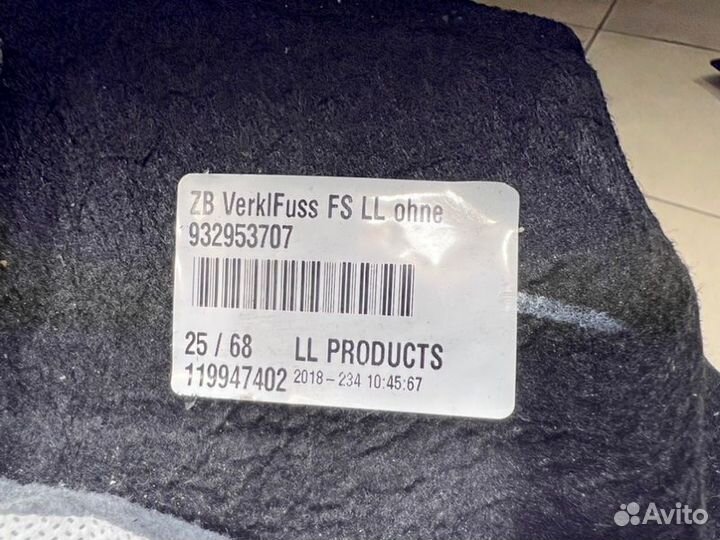 ZB VerklFuss FS LL ohne
932953707
25 / 68 LL PRODUCTS
119947402 2018-234 10:45:67
Avito